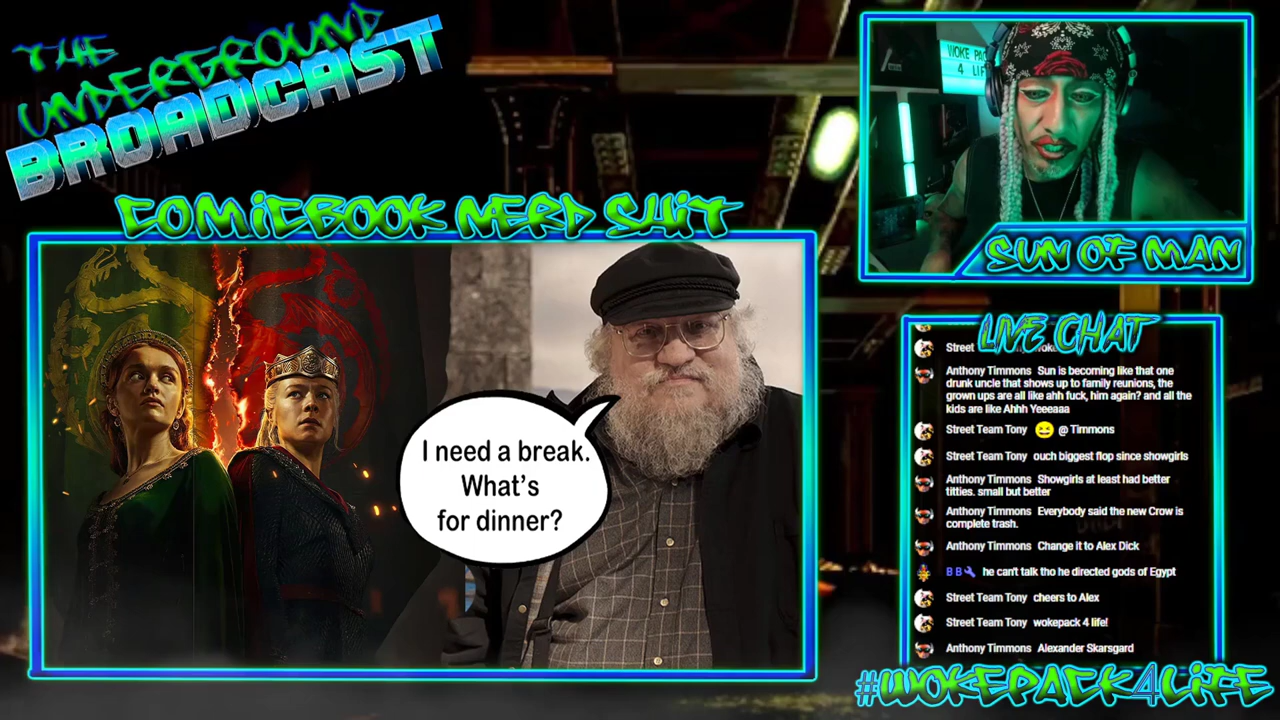 THE
UNDERGROUND
BROADCAST
WOKE PAC
4 LIF
COMICBOOK NERD SHIT
I need a break.
What's
for dinner?
SUN OF MAN
LIVE CHAT
Street
Anthony Timmons Sun is becoming like that one
drunk uncle that shows up to family reunions, the
grown ups are all like ahh fuck, him again? and all the
kids are like Ahhh Yeeeaaa
Street Team Tony 😆 @ Timmons
Street Team Tony ouch biggest flop since showgirls
Anthony Timmons Showgirls at least had better
titties. small but better
Anthony Timmons Everybody said the new Crow is
complete trash.
Anthony Timmons Change it to Alex Dick
B B he can't talk tho he directed gods of Egypt
Street Team Tony cheers to Alex
Street Team Tony wokepack 4 life!
Anthony Timmons Alexander Skarsgard
#WOKEPACK4LIFE